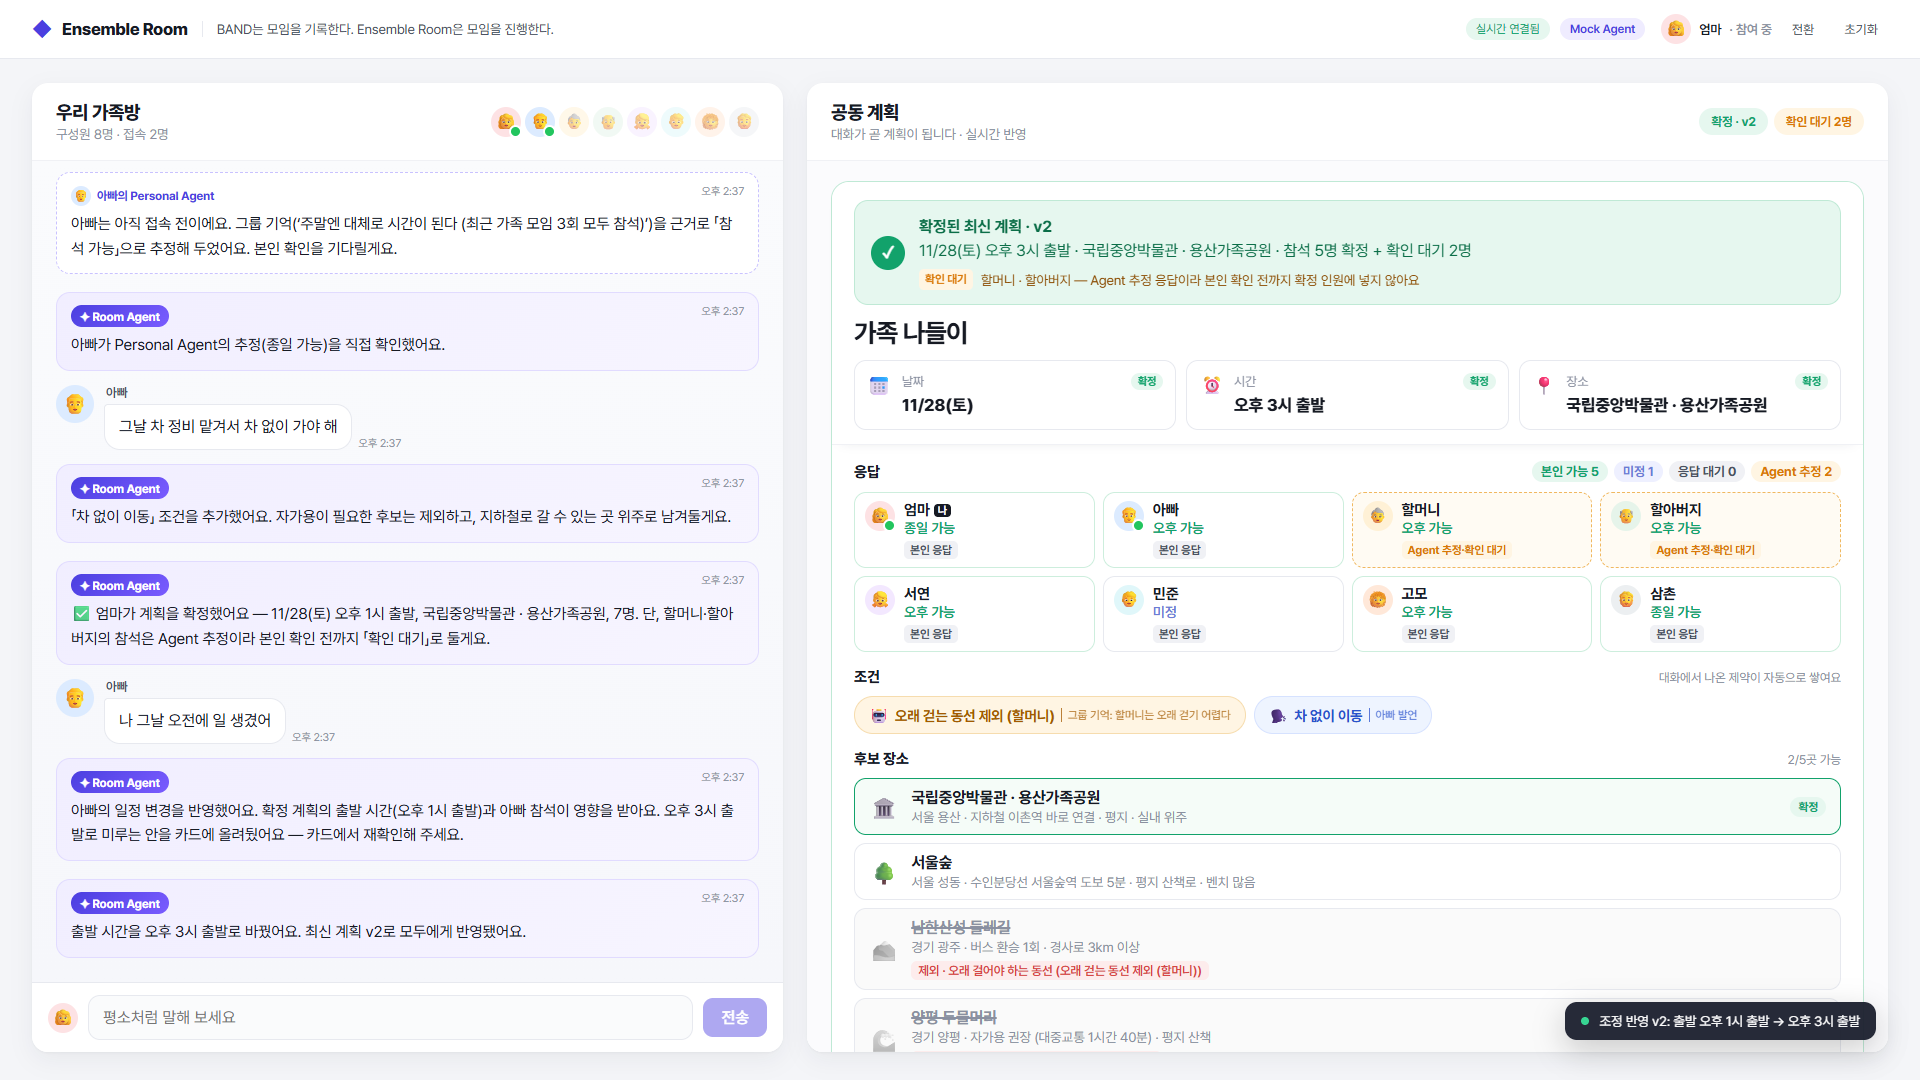 Ensemble Room
BAND는 모임을 기록한다. Ensemble Room은 모임을 진행한다.
실시간 연결됨
Mock Agent
엄마 · 참여 중
전환
초기화
우리 가족방
구성원 8명 · 접속 2명
아빠의 Personal Agent
오후 2:37
아빠는 아직 접속 전이에요. 그룹 기억('주말엔 대체로 시간이 된다 (최근 가족 모임 3회 모두 참석)')을 근거로 「참
석 가능」으로 추정해 두었어요. 본인 확인을 기다릴게요.
Room Agent
오후 2:37
아빠가 Personal Agent의 추정(종일 가능)을 직접 확인했어요.
아빠
그날 차 정비 맡겨서 차 없이 가야 해
오후 2:37
Room Agent
오후 2:37
「차 없이 이동」 조건을 추가했어요. 자가용이 필요한 후보는 제외하고, 지하철로 갈 수 있는 곳 위주로 남겨둘게요.
Room Agent
오후 2:37
✅ 엄마가 계획을 확정했어요 — 11/28(토) 오후 1시 출발, 국립중앙박물관 · 용산가족공원, 7명. 단, 할머니·할아
버지의 참석은 Agent 추정이라 본인 확인 전까지 「확인 대기」로 둘게요.
아빠
나 그날 오전에 일 생겼어
오후 2:37
Room Agent
오후 2:37
아빠의 일정 변경을 반영했어요. 확정 계획의 출발 시간(오후 1시 출발)과 아빠 참석이 영향을 받아요. 오후 3시 출
발로 미루는 안을 카드에 올려뒀어요 — 카드에서 재확인해 주세요.
Room Agent
오후 2:37
출발 시간을 오후 3시 출발로 바꿨어요. 최신 계획 v2로 모두에게 반영됐어요.
평소처럼 말해 보세요
전송
공동 계획
대화가 곧 계획이 됩니다 · 실시간 반영
확정 · v2
확인 대기 2명
확정된 최신 계획 · v2
11/28(토) 오후 3시 출발 · 국립중앙박물관 · 용산가족공원 · 참석 5명 확정 + 확인 대기 2명
확인 대기
할머니 · 할아버지 — Agent 추정 응답이라 본인 확인 전까지 확정 인원에 넣지 않아요
가족 나들이
날짜
확정
11/28(토)
시간
확정
오후 3시 출발
장소
확정
국립중앙박물관 · 용산가족공원
응답
본인 가능 5
미정 1
응답 대기 0
Agent 추정 2
엄마 나
종일 가능
본인 응답
아빠
오후 가능
본인 응답
할머니
오후 가능
Agent 추정·확인 대기
할아버지
오후 가능
Agent 추정·확인 대기
서연
오후 가능
본인 응답
민준
미정
본인 응답
고모
오후 가능
본인 응답
삼촌
종일 가능
본인 응답
조건
대화에서 나온 제약이 자동으로 쌓여요
오래 걷는 동선 제외 (할머니)
그룹 기억: 할머니는 오래 걷기 어렵다
차 없이 이동
아빠 발언
후보 장소
2/5곳 가능
국립중앙박물관 · 용산가족공원
서울 용산 · 지하철 이촌역 바로 연결 · 평지 · 실내 위주
확정
서울숲
서울 성동 · 수인분당선 서울숲역 도보 5분 · 평지 산책로 · 벤치 많음
남한산성 둘레길
경기 광주 · 버스 환승 1회 · 경사로 3km 이상
제외 · 오래 걸어야 하는 동선 (오래 걷는 동선 제외 (할머니))
양평 두물머리
경기 양평 · 자가용 권장 (대중교통 1시간 40분) · 평지 산책
조정 반영 v2: 출발 오후 1시 출발 → 오후 3시 출발